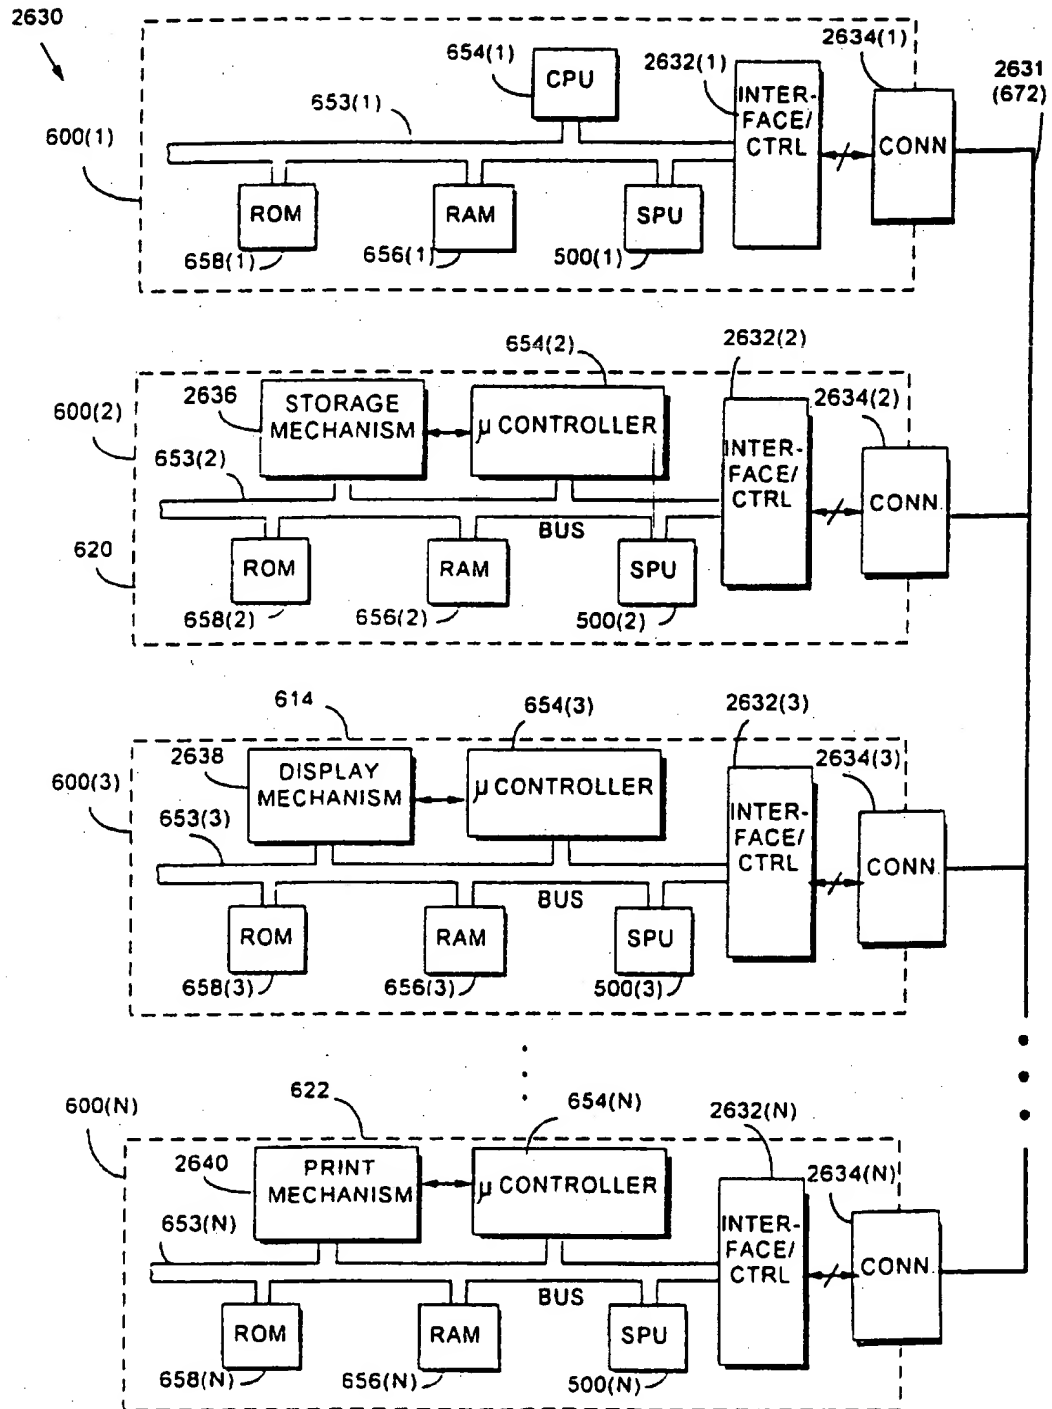 2630
654(1)
CPU
2632(1)
2634(1)
2631
(672)
653(1)
600(1)
INTER-
FACE/
CTRL
CONN
ROM
RAM
SPU
658(1)
656(1)
500(1)
654(2)
2632(2)
2636
STORAGE
MECHANISM
µ CONTROLLER
2634(2)
600(2)
653(2)
INTER-
FACE/
CTRL
CONN.
BUS
620
ROM
RAM
SPU
658(2)
656(2)
500(2)
614
654(3)
2632(3)
2638
DISPLAY
MECHANISM
µ CONTROLLER
2634(3)
600(3)
653(3)
INTER-
FACE/
CTRL
CONN.
BUS
ROM
RAM
SPU
658(3)
656(3)
500(3)
622
654(N)
2632(N)
600(N)
2640
PRINT
MECHANISM
µ CONTROLLER
2634(N)
653(N)
INTER-
FACE/
CTRL
CONN.
BUS
ROM
RAM
SPU
658(N)
656(N)
500(N)